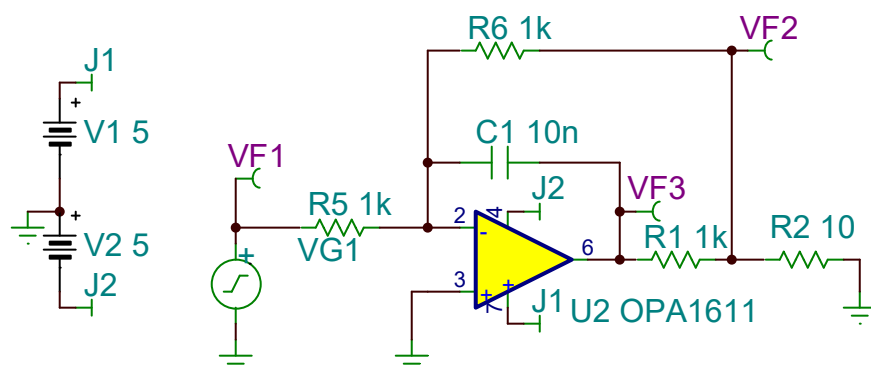 R6 1k
VF2
J1
+
V1 5
C1 10n
VF1
VF3
J2
R5 1k
2
4
-
+
VG1
6
R1 1k
R2 10
V2 5
+
3
+
+
7
J1
U2 OPA1611
J2